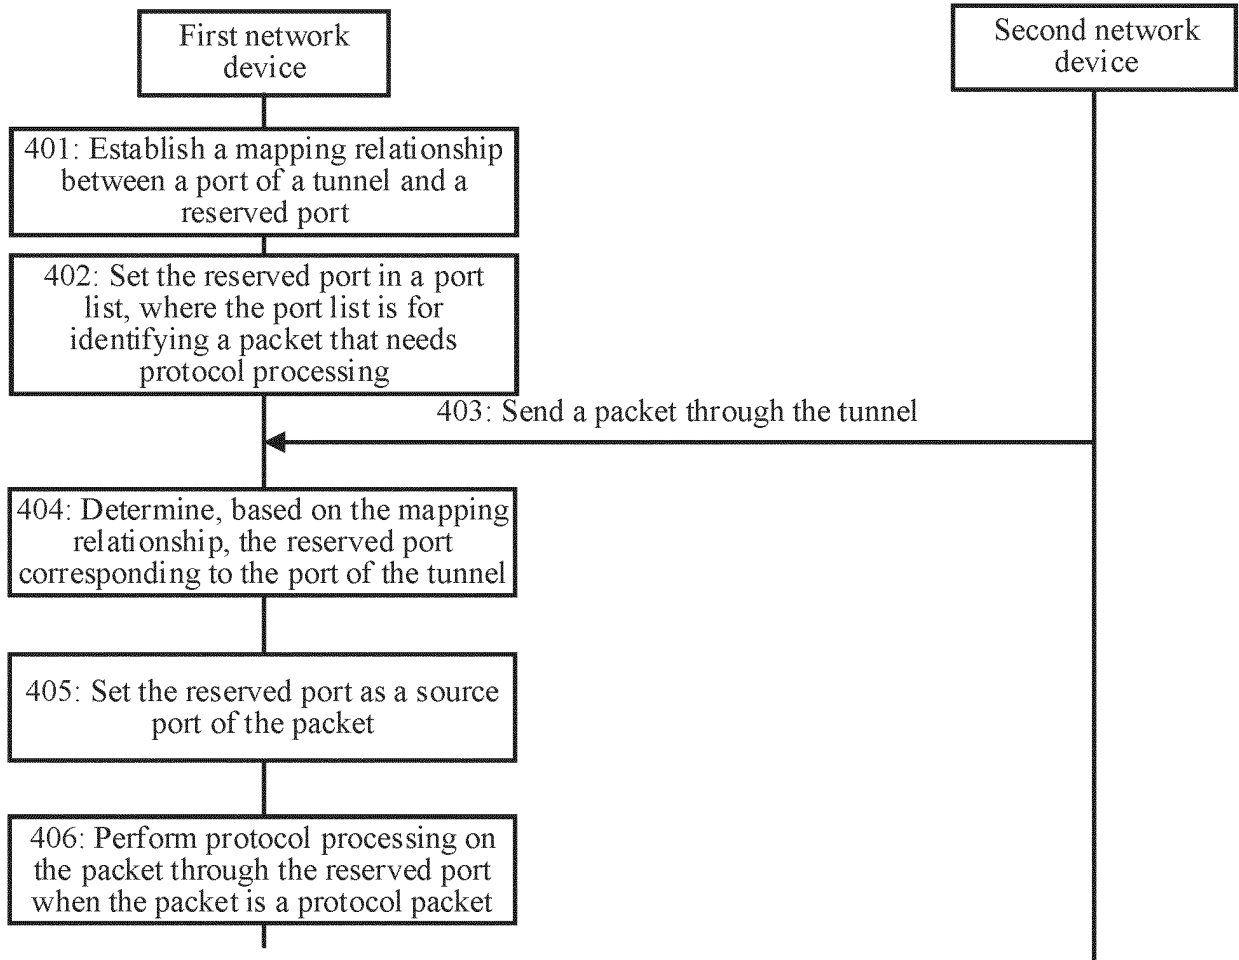 First network
device
Second network
device
401: Establish a mapping relationship
between a port of a tunnel and a
reserved port
402: Set the reserved port in a port
list, where the port list is for
identifying a packet that needs
protocol processing
403: Send a packet through the tunnel
404: Determine, based on the mapping
relationship, the reserved port
corresponding to the port of the tunnel
405: Set the reserved port as a source
port of the packet
406: Perform protocol processing on
the packet through the reserved port
when the packet is a protocol packet